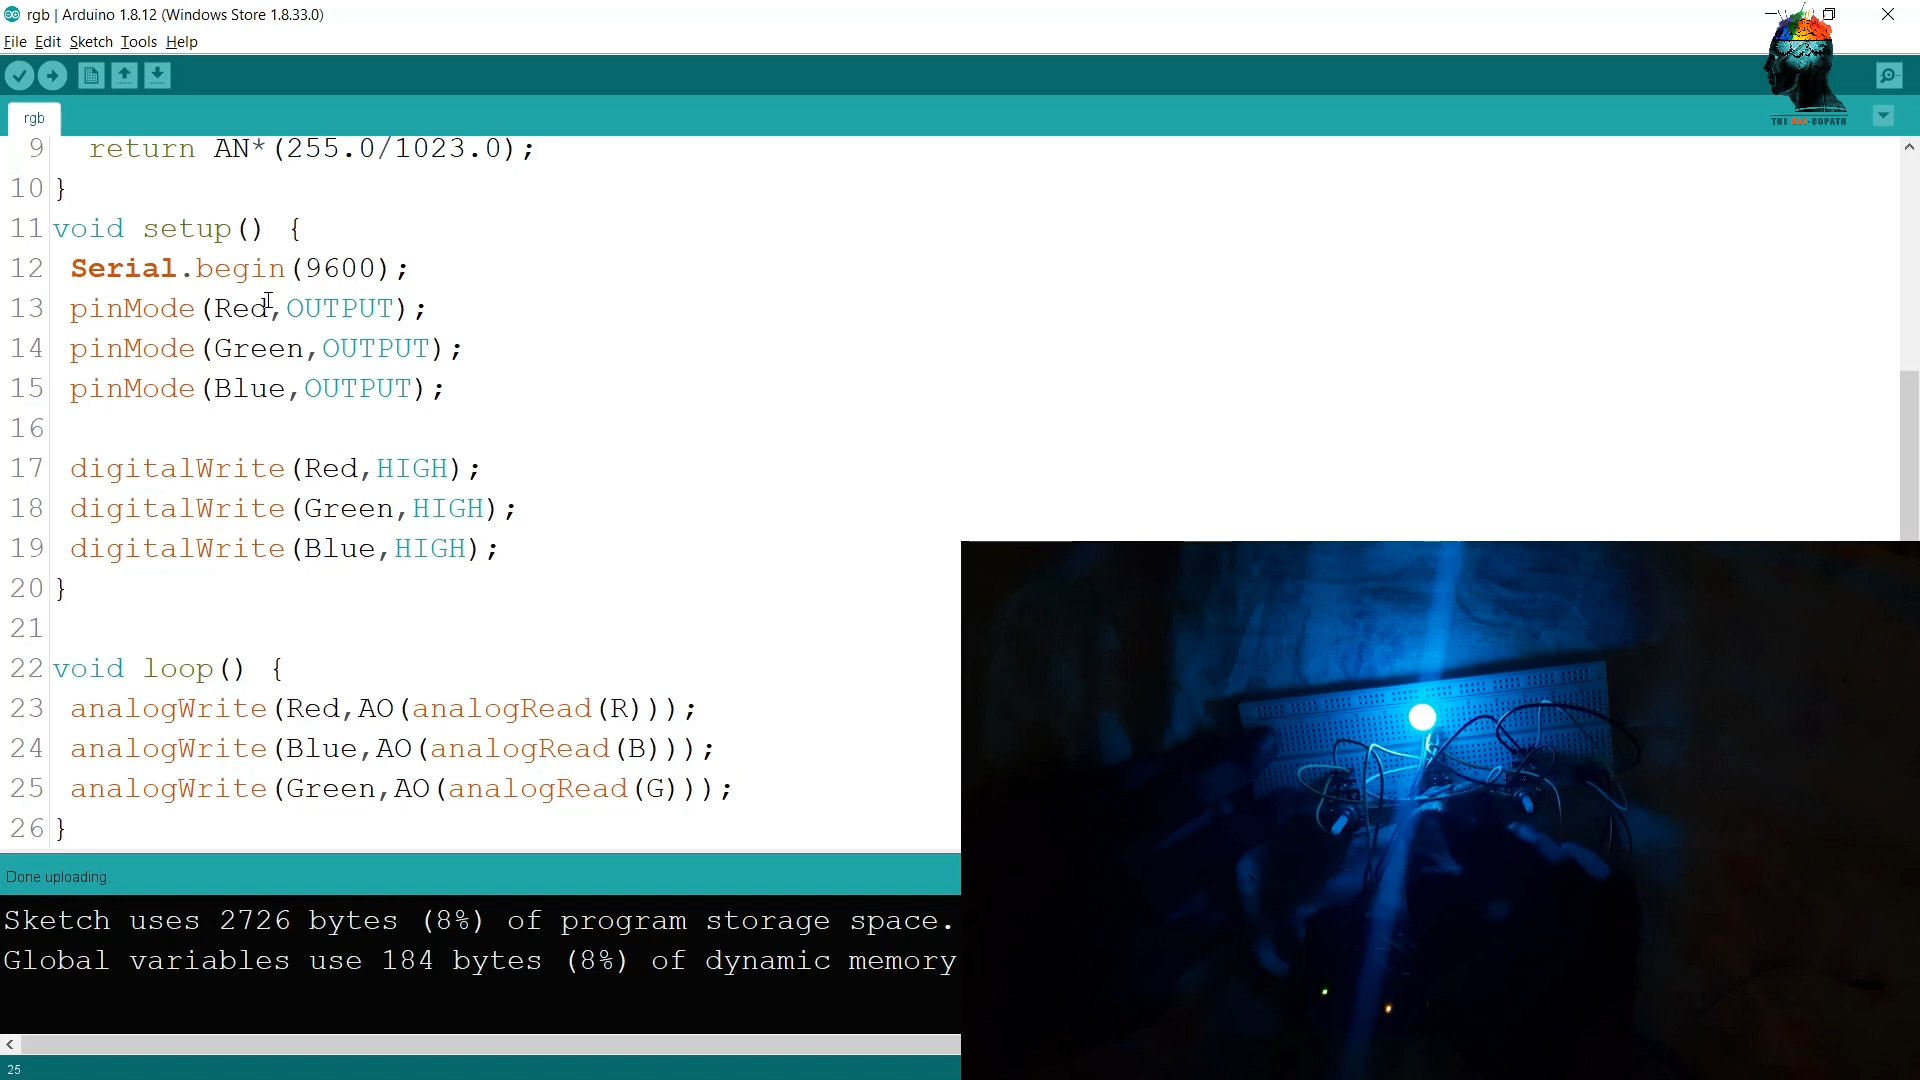 rgb | Arduino 1.8.12 (Windows Store 1.8.33.0)
File Edit Sketch Tools Help
rgb
9 return AN*(255.0/1023.0);
10 }
11 void setup() {
12 Serial.begin(9600);
13 pinMode(Red,OUTPUT);
14 pinMode(Green,OUTPUT);
15 pinMode(Blue,OUTPUT);
16
17 digitalWrite(Red,HIGH);
18 digitalWrite(Green,HIGH);
19 digitalWrite(Blue,HIGH);
20 }
21
22 void loop() {
23 analogWrite(Red,AO(analogRead(R)));
24 analogWrite(Blue,AO(analogRead(B)));
25 analogWrite(Green,AO(analogRead(G)));
26 }
Done uploading.
Sketch uses 2726 bytes (8%) of program storage space.
Global variables use 184 bytes (8%) of dynamic memory
25